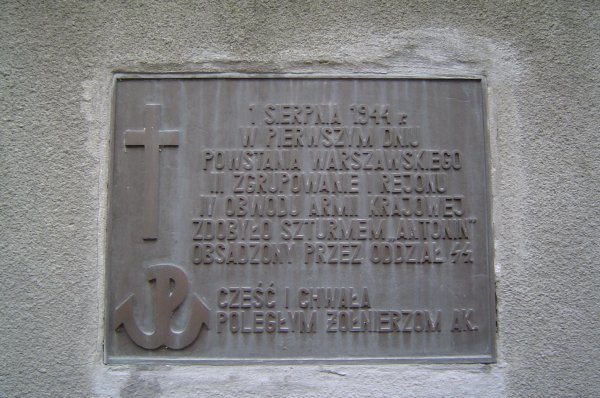 1 SIERPNIA 1944 r.
W PIERWSZYM DNIU
POWSTANIA WARSZAWSKIEGO
III ZGRUPOWANIE I REJONU
IV OBWODU ARMII KRAJOWEJ
ZDOBYŁO SZTURMEM „ANTONIN”
OBSADZONY PRZEZ ODDZIAŁ SS
CZEŚĆ I CHWAŁA
POLEGŁYM ŻOŁNIERZOM AK.